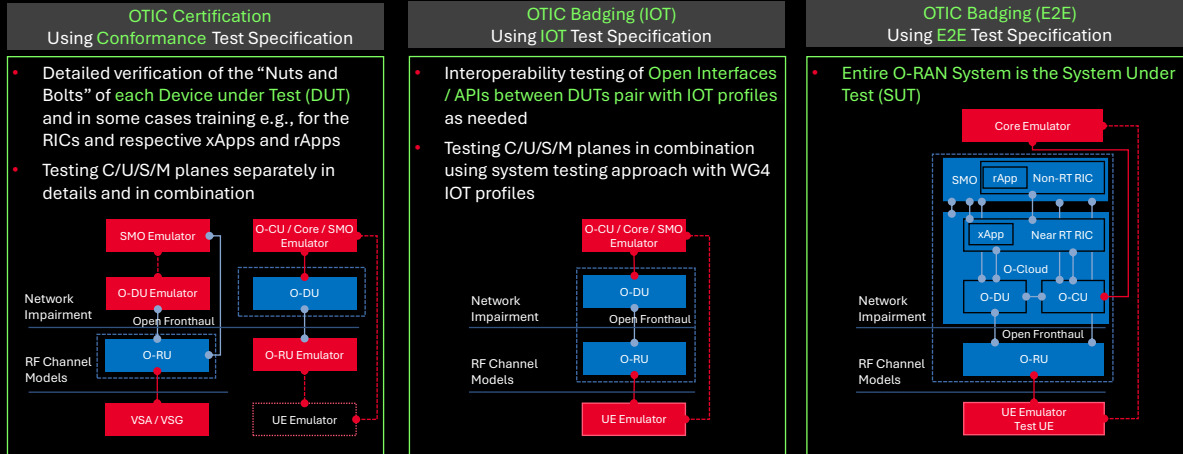 OTIC Certification
Using Conformance Test Specification
• Detailed verification of the “Nuts and
Bolts” of each Device under Test (DUT)
and in some cases training e.g., for the
RICs and respective xApps and rApps
• Testing C/U/S/M planes separately in
details and in combination
SMO Emulator
O-CU / Core / SMO
Emulator
O-DU Emulator
O-DU
Network
Impairment
Open Fronthaul
O-RU
O-RU Emulator
RF Channel
Models
VSA / VSG
UE Emulator
OTIC Badging (IOT)
Using IOT Test Specification
• Interoperability testing of Open Interfaces
/ APIs between DUTs pair with IOT profiles
as needed
• Testing C/U/S/M planes in combination
using system testing approach with WG4
IOT profiles
O-CU / Core / SMO
Emulator
O-DU
Network
Impairment
Open Fronthaul
O-RU
RF Channel
Models
UE Emulator
OTIC Badging (E2E)
Using E2E Test Specification
• Entire O-RAN System is the System Under
Test (SUT)
Core Emulator
SMO
rApp
Non-RT RIC
xApp
Near RT RIC
O-Cloud
O-DU
O-CU
Network
Impairment
Open Fronthaul
O-RU
RF Channel
Models
UE Emulator
Test UE